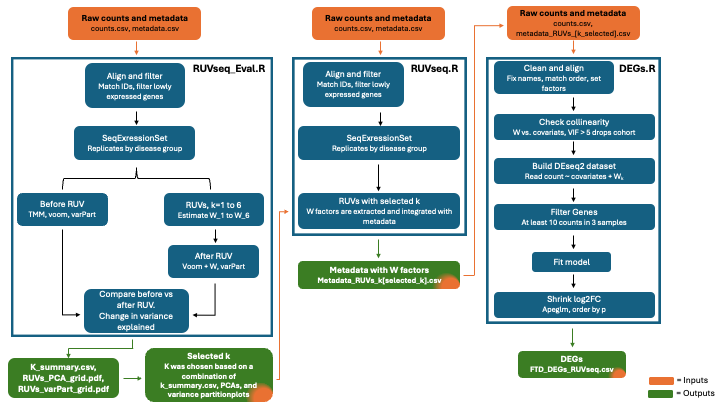 Raw counts and metadata
counts.csv, metadata.csv
RUVseq_Eval.R
Align and filter
Match IDs, filter lowly
expressed genes
SeqExressionSet
Replicates by disease group
Before RUV
TMM, voom, varPart
RUVs, k=1 to 6
Estimate W_1 to W_6
After RUV
Voom + W, varPart
Compare before vs
after RUV.
Change in variance
explained
K_summary.csv,
RUVs_PCA_grid.pdf,
RUVs_varPart_grid.pdf
Selected k
K was chosen based on a
combination of
k_summary.csv, PCAs, and
variance partitionplots
Raw counts and metadata
counts.csv, metadata.csv
RUVseq.R
Align and filter
Match IDs, filter lowly
expressed genes
SeqExressionSet
Replicates by disease group
RUVs with selected k
W factors are extracted and integrated with
metadata
Metadata with W factors
Metadata_RUVs_k[selected_k].csv
Raw counts and metadata
counts.csv,
metadata_RUVs_[k_selected].csv
DEGs.R
Clean and align
Fix names, match order, set
factors
Check collinearity
W vs. covariates, VIF > 5 drops cohort
Build DEseq2 dataset
Read count ~ covariates + Wₖ
Filter Genes
At least 10 counts in 3 samples
Fit model
Shrink log2FC
Apeglm, order by p
DEGs
FTD_DEGs_RUVseq.csv
= Inputs
= Outputs